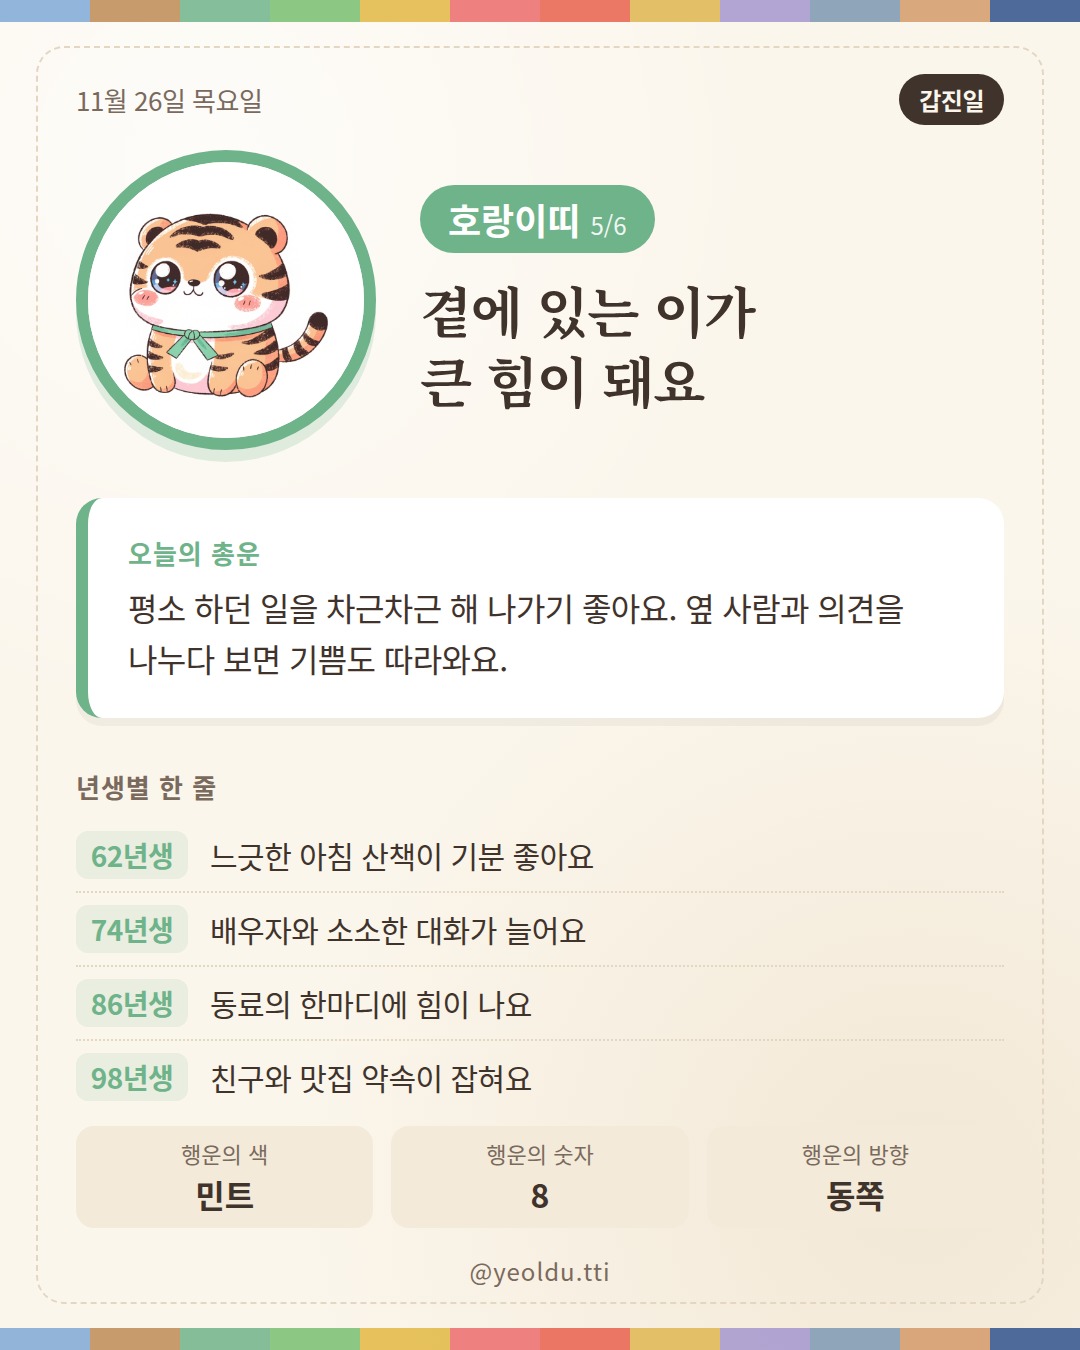 11월 26일 목요일
갑진일
호랑이띠 5/6
곁에 있는 이가
큰 힘이 돼요
오늘의 총운
평소 하던 일을 차근차근 해 나가기 좋아요. 옆 사람과 의견을
나누다 보면 기쁨도 따라와요.
년생별 한 줄
62년생 느긋한 아침 산책이 기분 좋아요
74년생 배우자와 소소한 대화가 늘어요
86년생 동료의 한마디에 힘이 나요
98년생 친구와 맛집 약속이 잡혀요
행운의 색
민트
행운의 숫자
8
행운의 방향
동쪽
@yeoldu.tti